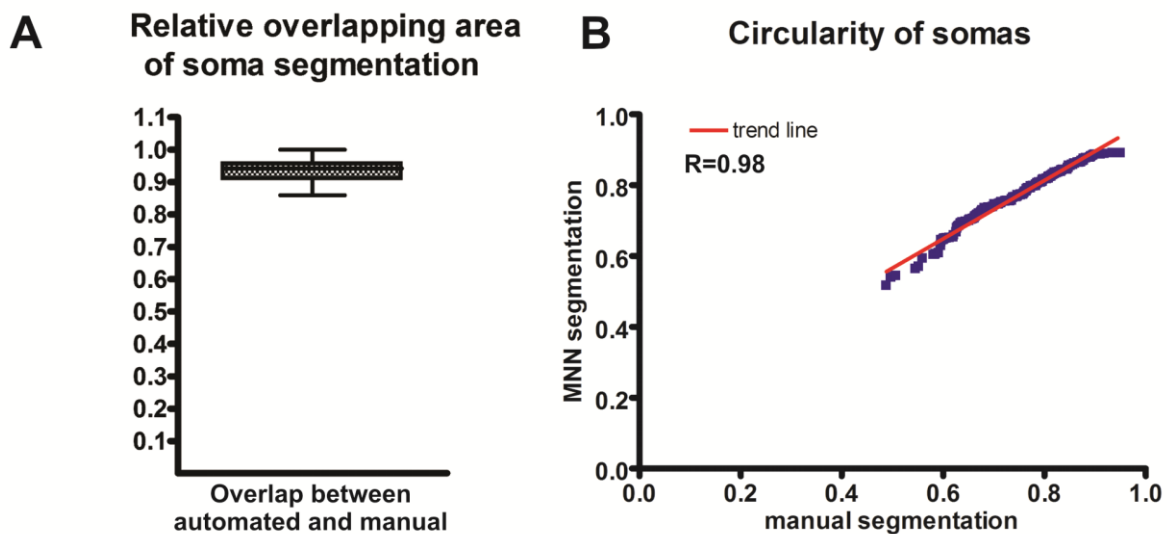 A
Relative overlapping area
of soma segmentation
1.1
1.0
0.9
0.8
0.7
0.6
0.5
0.4
0.3
0.2
0.1
Overlap between
automated and manual
B
Circularity of somas
trend line
R=0.98
MNN segmentation
1.0
0.8
0.6
0.4
0.2
0.0
0.0 0.2 0.4 0.6 0.8 1.0
manual segmentation